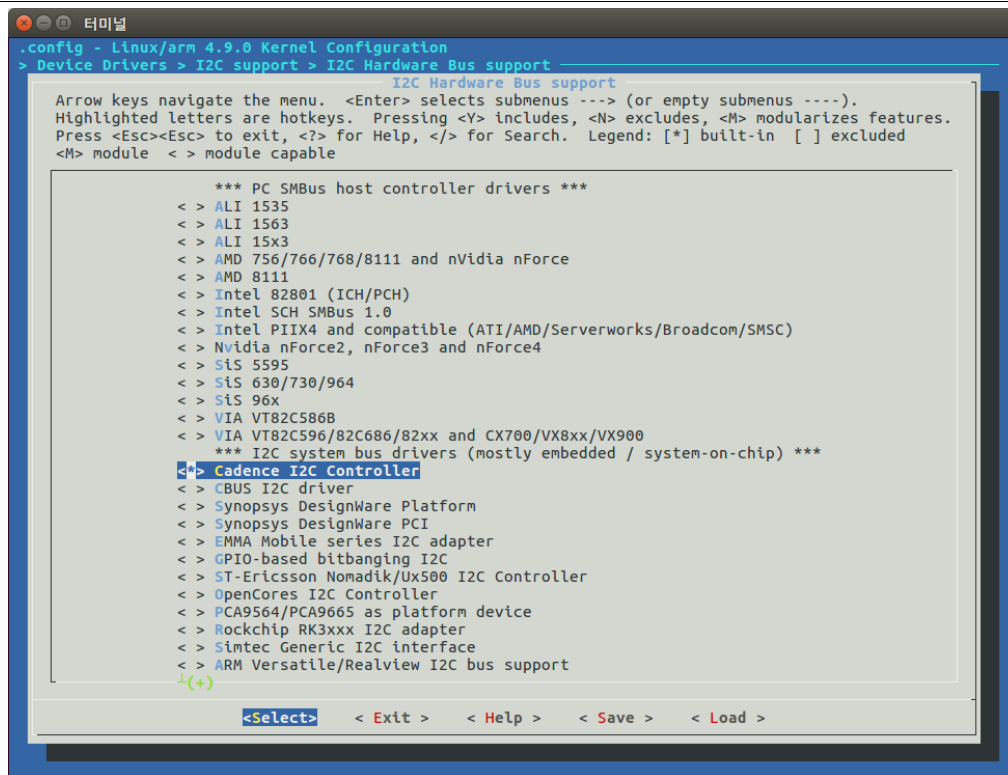 터미널
.config - Linux/arm 4.9.0 Kernel Configuration
> Device Drivers > I2C support > I2C Hardware Bus support
I2C Hardware Bus support
Arrow keys navigate the menu. <Enter> selects submenus ---> (or empty submenus ----).
Highlighted letters are hotkeys. Pressing <Y> includes, <N> excludes, <M> modularizes features.
Press <Esc><Esc> to exit, <?> for Help, </> for Search. Legend: [*] built-in [ ] excluded
<M> module < > module capable
*** PC SMBus host controller drivers ***
< > ALI 1535
< > ALI 1563
< > ALI 15x3
< > AMD 756/766/768/8111 and nVidia nForce
< > AMD 8111
< > Intel 82801 (ICH/PCH)
< > Intel SCH SMBus 1.0
< > Intel PIIX4 and compatible (ATI/AMD/Serverworks/Broadcom/SMSC)
< > Nvidia nForce2, nForce3 and nForce4
< > SiS 5595
< > SiS 630/730/964
< > SiS 96x
< > VIA VT82C586B
< > VIA VT82C596/82C686/82xx and CX700/VX8xx/VX900
*** I2C system bus drivers (mostly embedded / system-on-chip) ***
<*> Cadence I2C Controller
< > CBUS I2C driver
< > Synopsys DesignWare Platform
< > Synopsys DesignWare PCI
< > EMMA Mobile series I2C adapter
< > GPIO-based bitbanging I2C
< > ST-Ericsson Nomadik/Ux500 I2C Controller
< > OpenCores I2C Controller
< > PCA9564/PCA9665 as platform device
< > Rockchip RK3xxx I2C adapter
< > Simtec Generic I2C interface
< > ARM Versatile/Realview I2C bus support
┴(+)
<Select> < Exit > < Help > < Save > < Load >